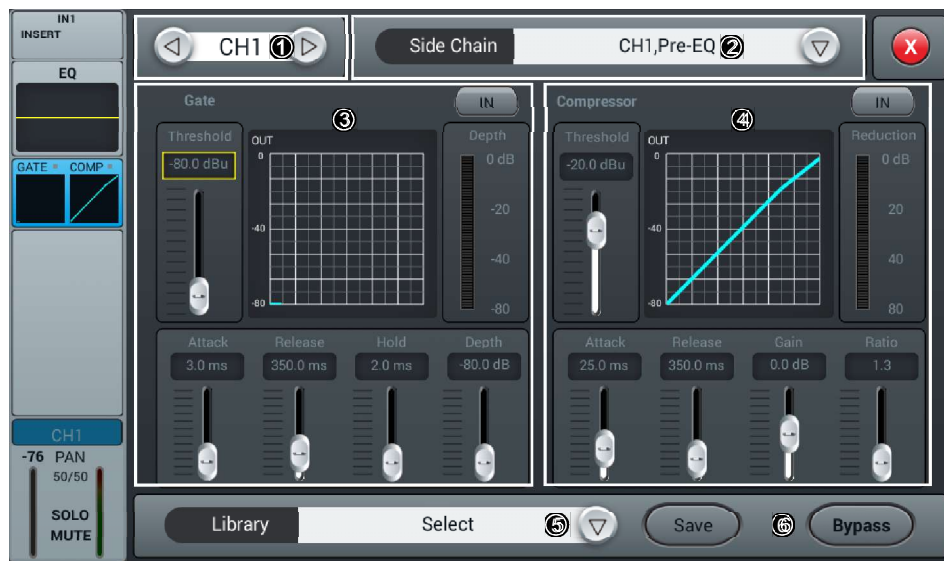 IN1
INSERT
EQ
GATE COMP
CH1
-76 PAN
50/50
SOLO
MUTE
CH1 ①
Side Chain CH1,Pre-EQ ②
X
Gate ③ IN
Threshold
-80.0 dBu
OUT
0
-40
-80
Depth
0 dB
-20
-40
-80
Attack Release Hold Depth
3.0 ms 350.0 ms 2.0 ms -80.0 dB
Compressor ④ IN
Threshold
-20.0 dBu
OUT
0
-40
-80
Reduction
0 dB
20
40
80
Attack Release Gain Ratio
25.0 ms 350.0 ms 0.0 dB 1.3
Library Select ⑤ Save ⑥ Bypass